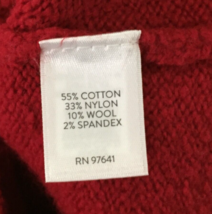 55% COTTON
33% NYLON
10% WOOL
2% SPANDEX
RN 97641